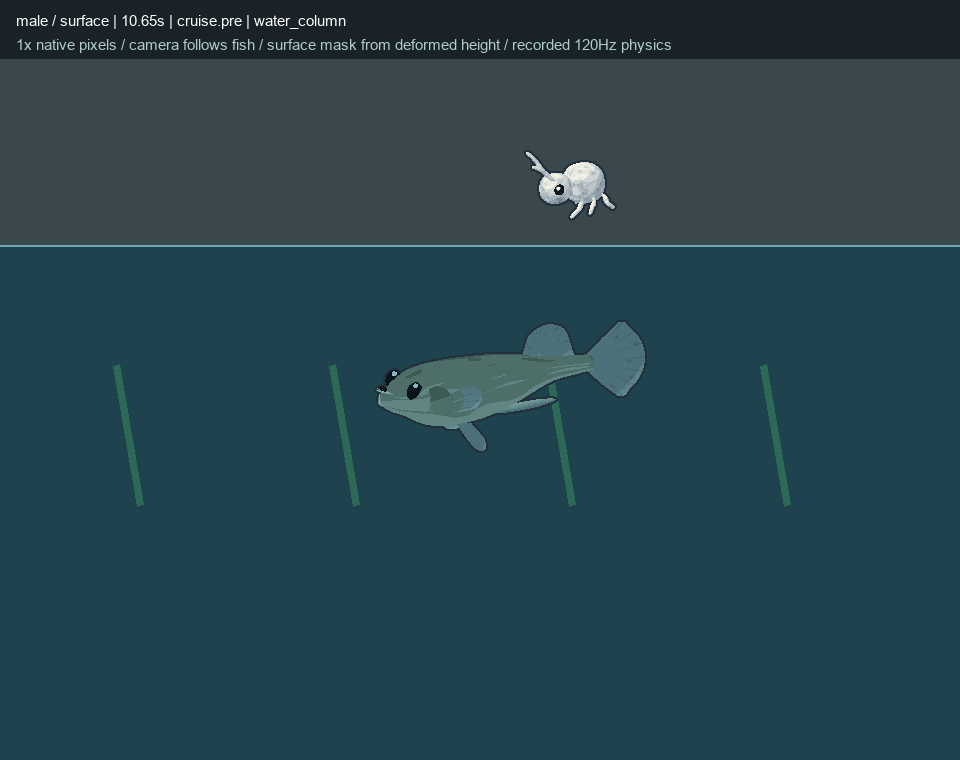 male / surface | 10.65s | cruise.pre | water_column
1x native pixels / camera follows fish / surface mask from deformed height / recorded 120Hz physics